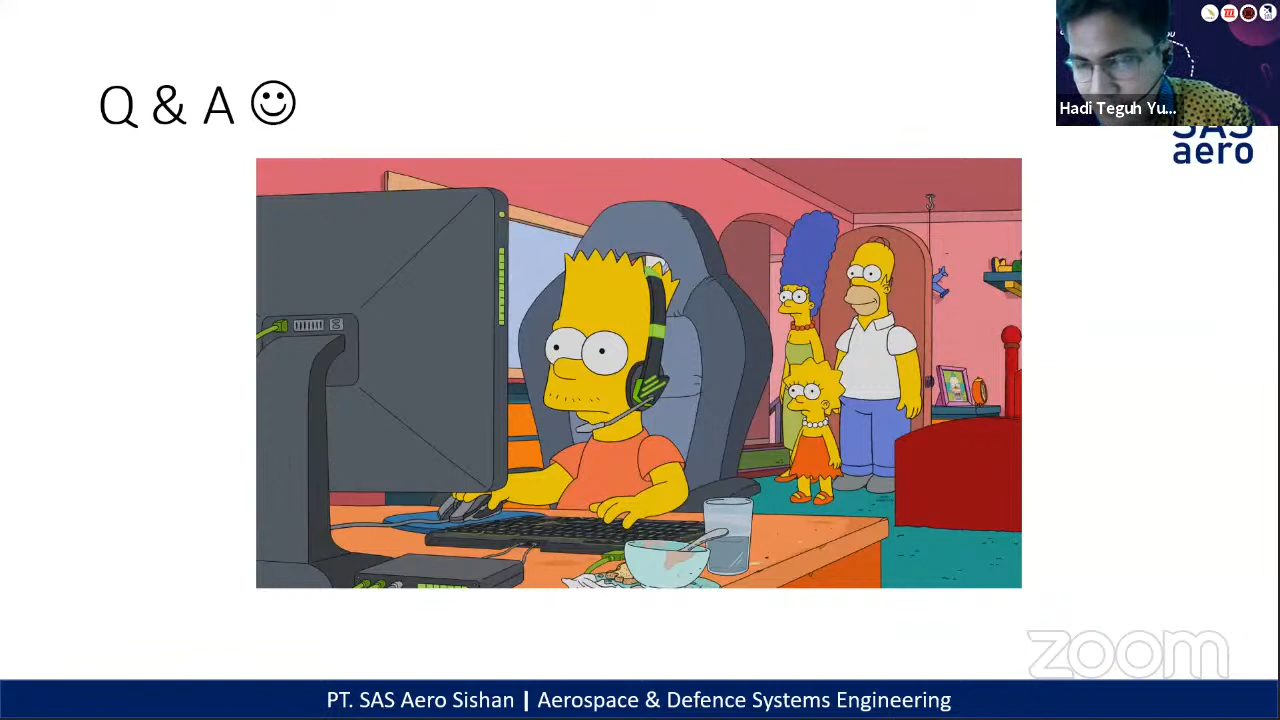 Q & A ☺
Hadi Teguh Yu...
SAS
aero
zoom
PT. SAS Aero Sishan | Aerospace & Defence Systems Engineering